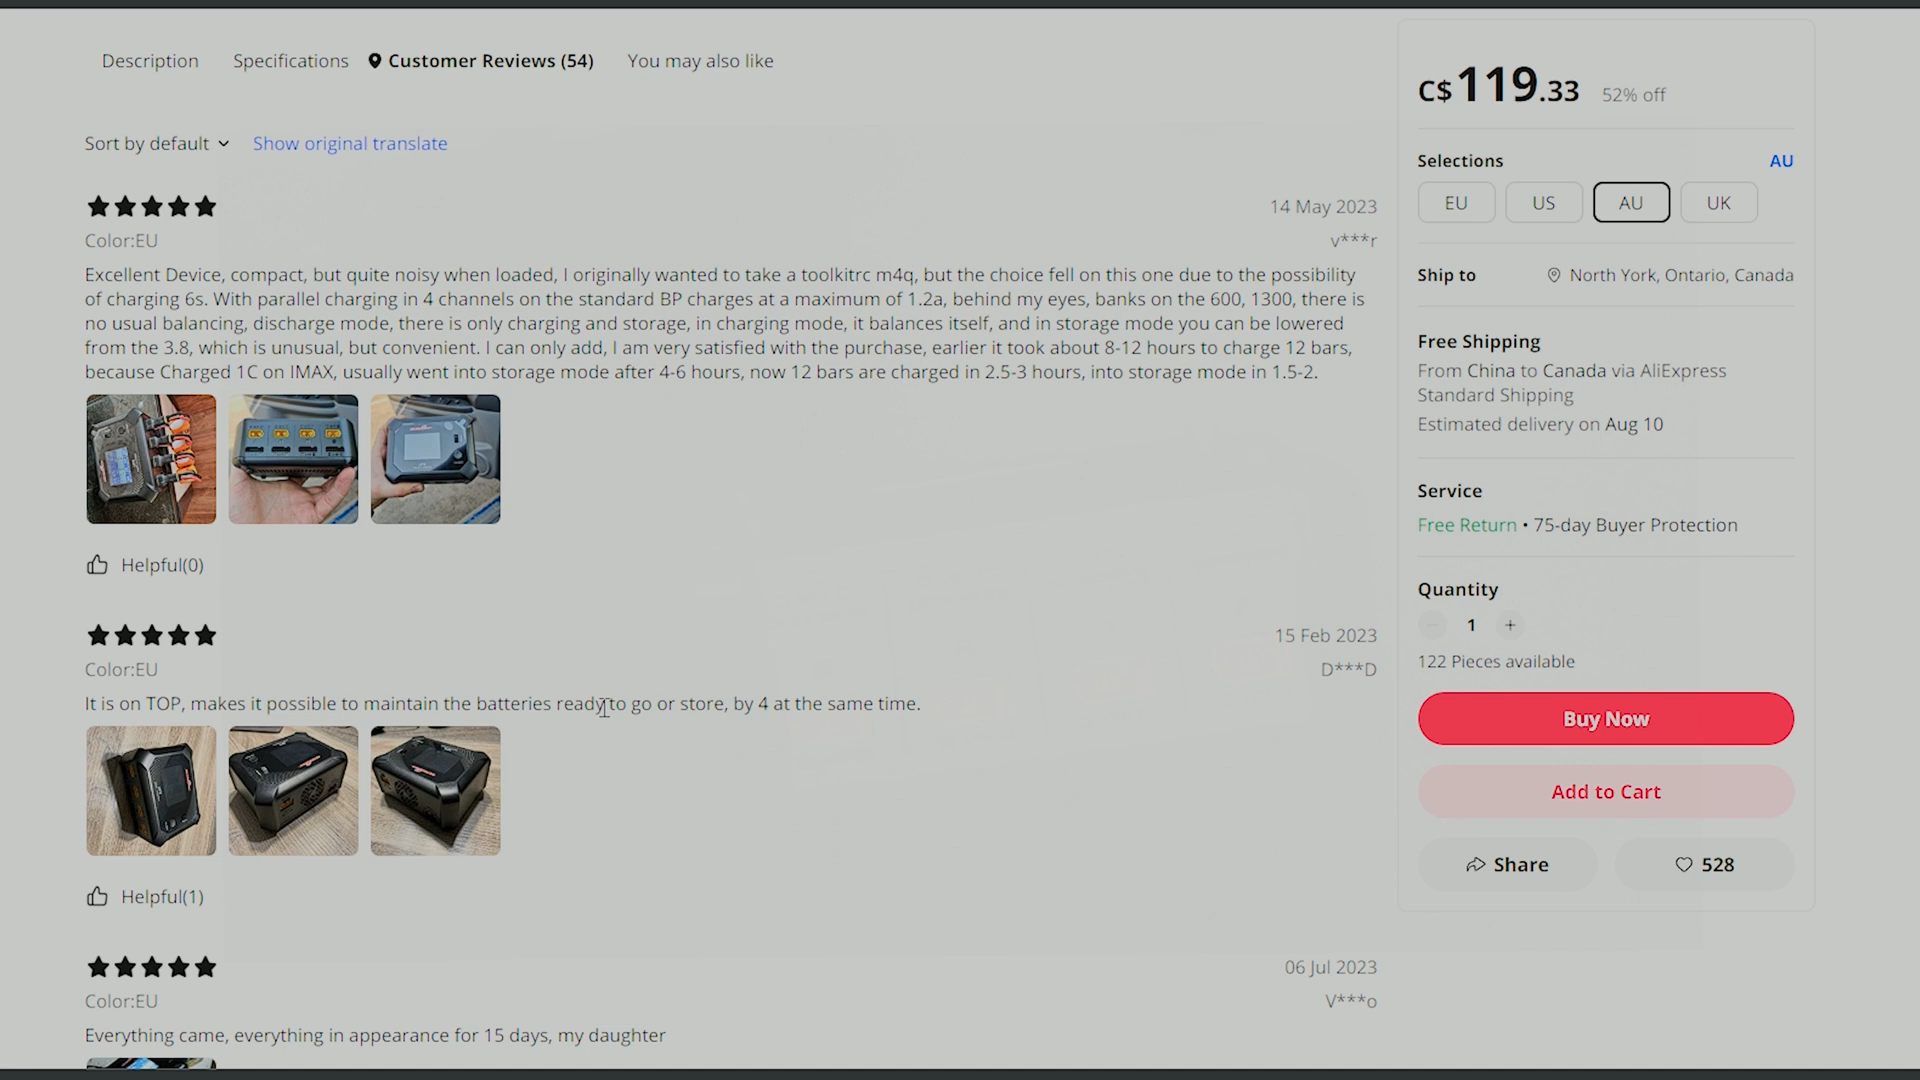 Description Specifications Customer Reviews (54) You may also like
Sort by default Show original translate
14 May 2023
Color:EU
v***r
Excellent Device, compact, but quite noisy when loaded, I originally wanted to take a toolkitrc m4q, but the choice fell on this one due to the possibility
of charging 6s. With parallel charging in 4 channels on the standard BP charges at a maximum of 1.2a, behind my eyes, banks on the 600, 1300, there is
no usual balancing, discharge mode, there is only charging and storage, in charging mode, it balances itself, and in storage mode you can be lowered
from the 3.8, which is unusual, but convenient. I can only add, I am very satisfied with the purchase, earlier it took about 8-12 hours to charge 12 bars,
because Charged 1C on IMAX, usually went into storage mode after 4-6 hours, now 12 bars are charged in 2.5-3 hours, into storage mode in 1.5-2.
Helpful(0)
15 Feb 2023
Color:EU
D***D
It is on TOP, makes it possible to maintain the batteries ready to go or store, by 4 at the same time.
Helpful(1)
06 Jul 2023
Color:EU
V***o
Everything came, everything in appearance for 15 days, my daughter
C$119.33 52% off
Selections AU
EU US AU UK
Ship to North York, Ontario, Canada
Free Shipping
From China to Canada via AliExpress
Standard Shipping
Estimated delivery on Aug 10
Service
Free Return • 75-day Buyer Protection
Quantity
- 1 +
122 Pieces available
Buy Now
Add to Cart
Share 528